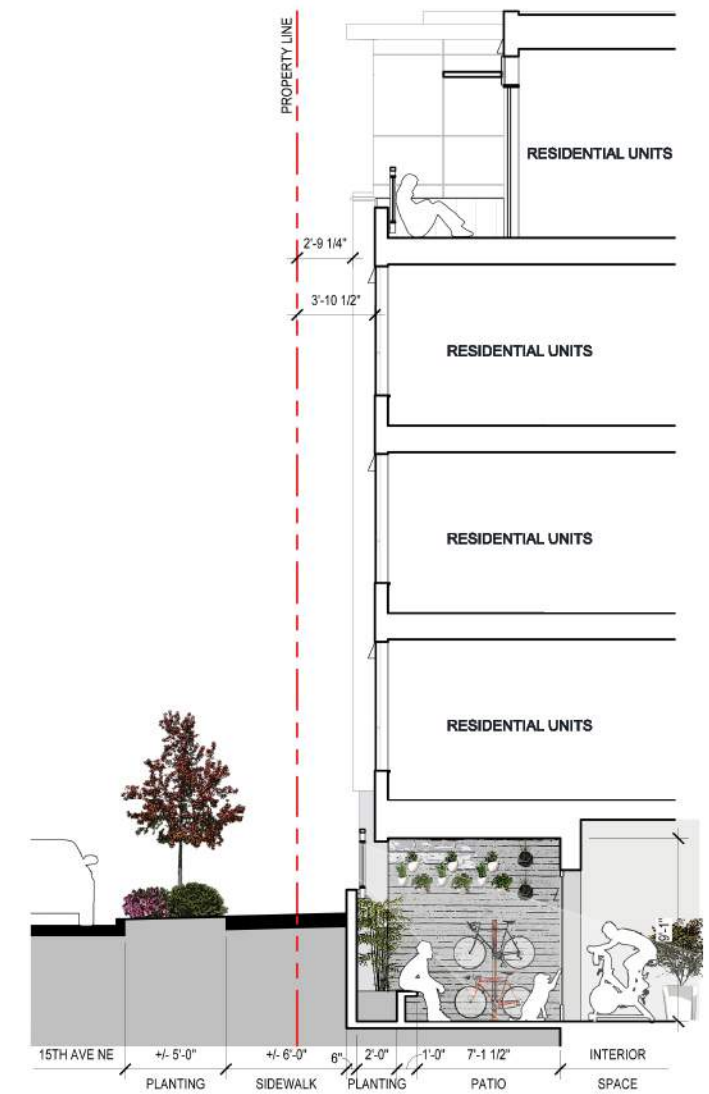 PROPERTY LINE
RESIDENTIAL UNITS
2'-9 1/4"
3'-10 1/2"
RESIDENTIAL UNITS
RESIDENTIAL UNITS
RESIDENTIAL UNITS
9'-1"
15TH AVE NE +/- 5'-0" +/- 6'-0" 6" 2'-0" 1'-0" 7'-1 1/2" INTERIOR
PLANTING SIDEWALK PLANTING PATIO SPACE